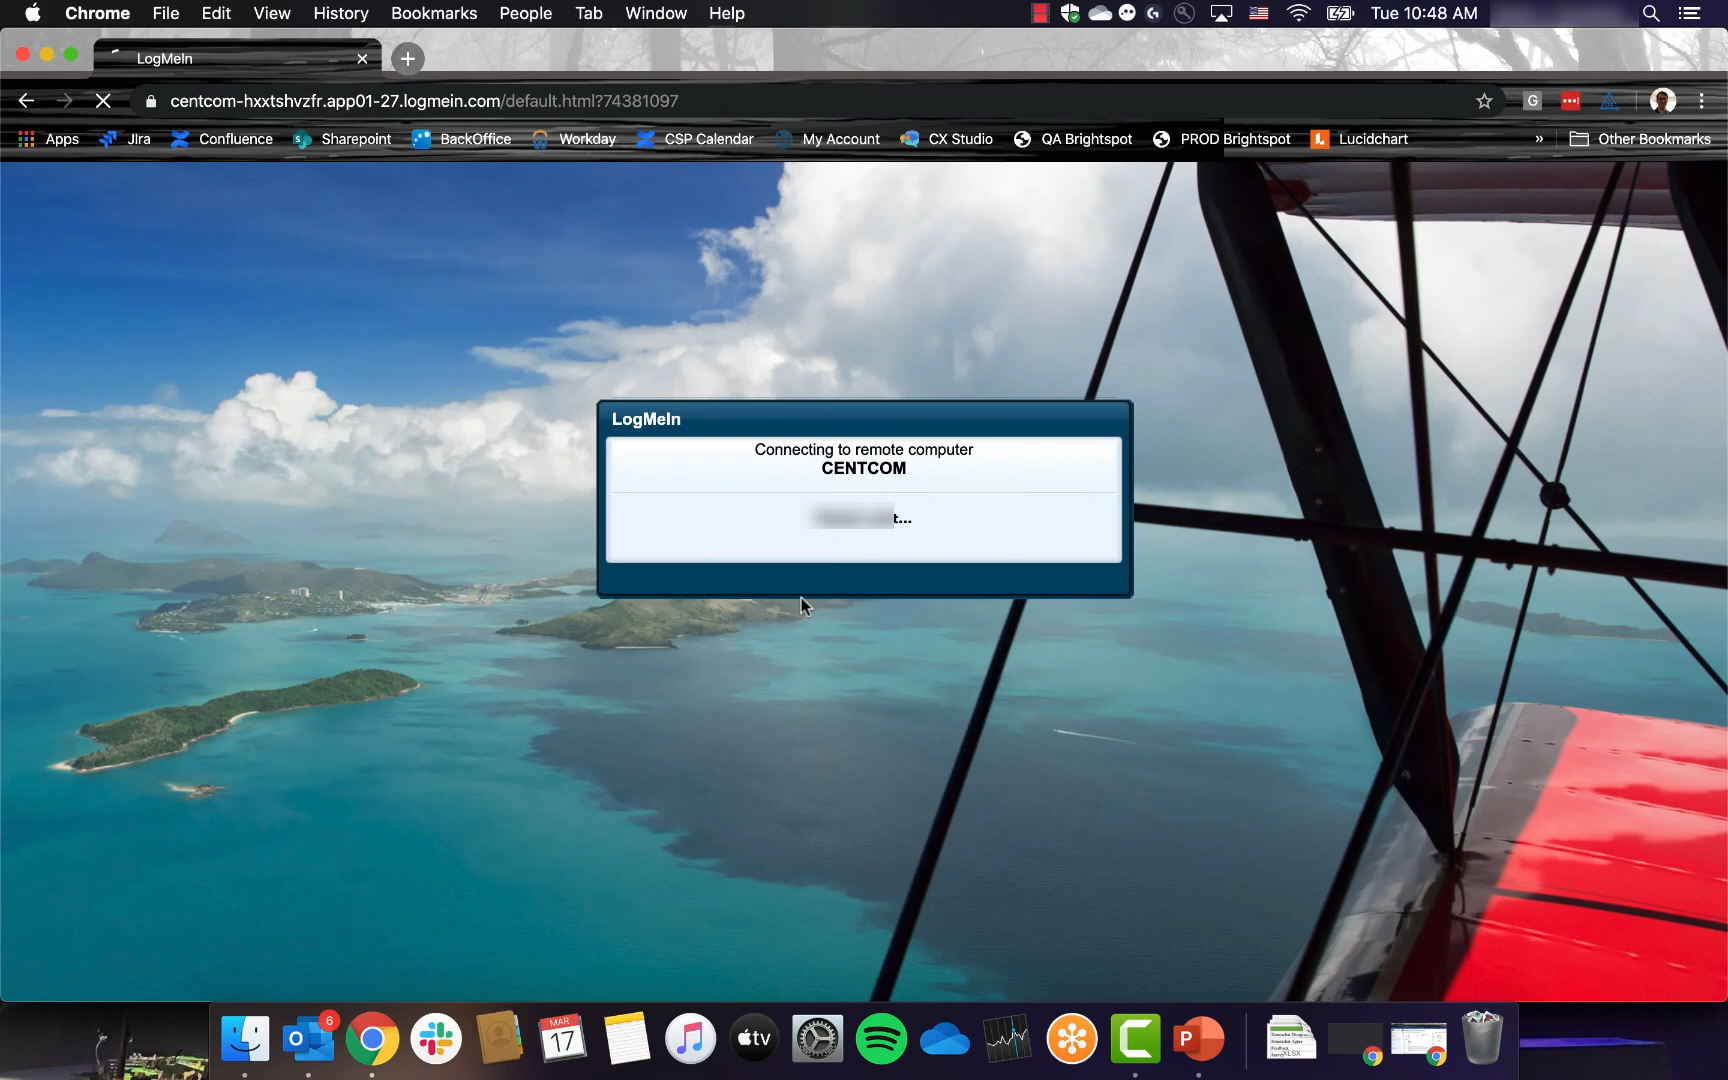 Chrome File Edit View History Bookmarks People Tab Window Help Tue 10:48 AM
LogMeIn
centcom-hxxtshvzfr.app01-27.logmein.com/default.html?74381097
G
Apps Jira Confluence Sharepoint BackOffice Workday CSP Calendar My Account CX Studio QA Brightspot PROD Brightspot Lucidchart » Other Bookmarks
LogMeIn
Connecting to remote computer
CENTCOM
t...
6
MAR
17
tv
XLSX